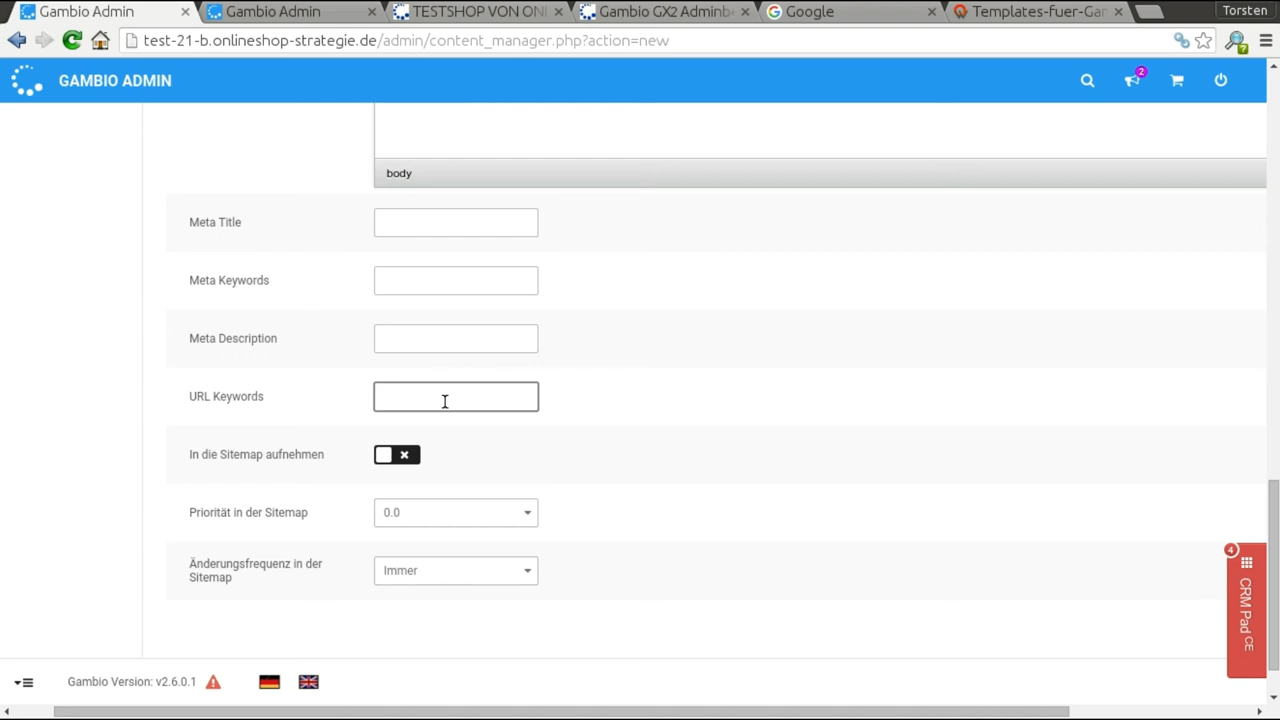 Gambio Admin
Gambio Admin
TESTSHOP VON ONL
Gambio GX2 Adminb
Google
Templates-fuer-Gam
Torsten
test-21-b.onlineshop-strategie.de/admin/content_manager.php?action=new
GAMBIO ADMIN
2
body
Meta Title
Meta Keywords
Meta Description
URL Keywords
In die Sitemap aufnehmen
Priorität in der Sitemap
0.0
Änderungsfrequenz in der
Sitemap
Immer
4
CRM Pad CE
Gambio Version: v2.6.0.1